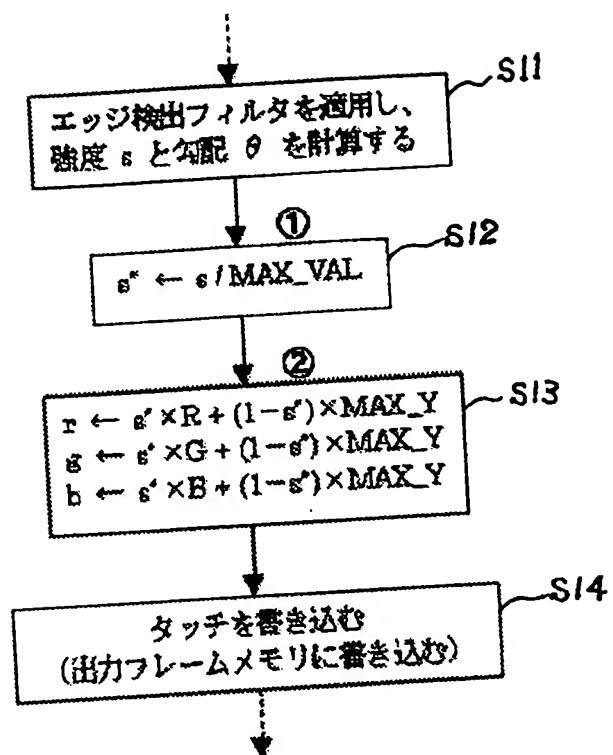 S11
エッジ検出フィルタを適用し、
強度 s と勾配 θ を計算する
①
S12
s* ← s/MAX_VAL
②
S13
r ← s*×R+(1-s*)×MAX_Y
g ← s*×G+(1-s*)×MAX_Y
b ← s*×B+(1-s*)×MAX_Y
S14
タッチを書き込む
(出力フレームメモリに書き込む)